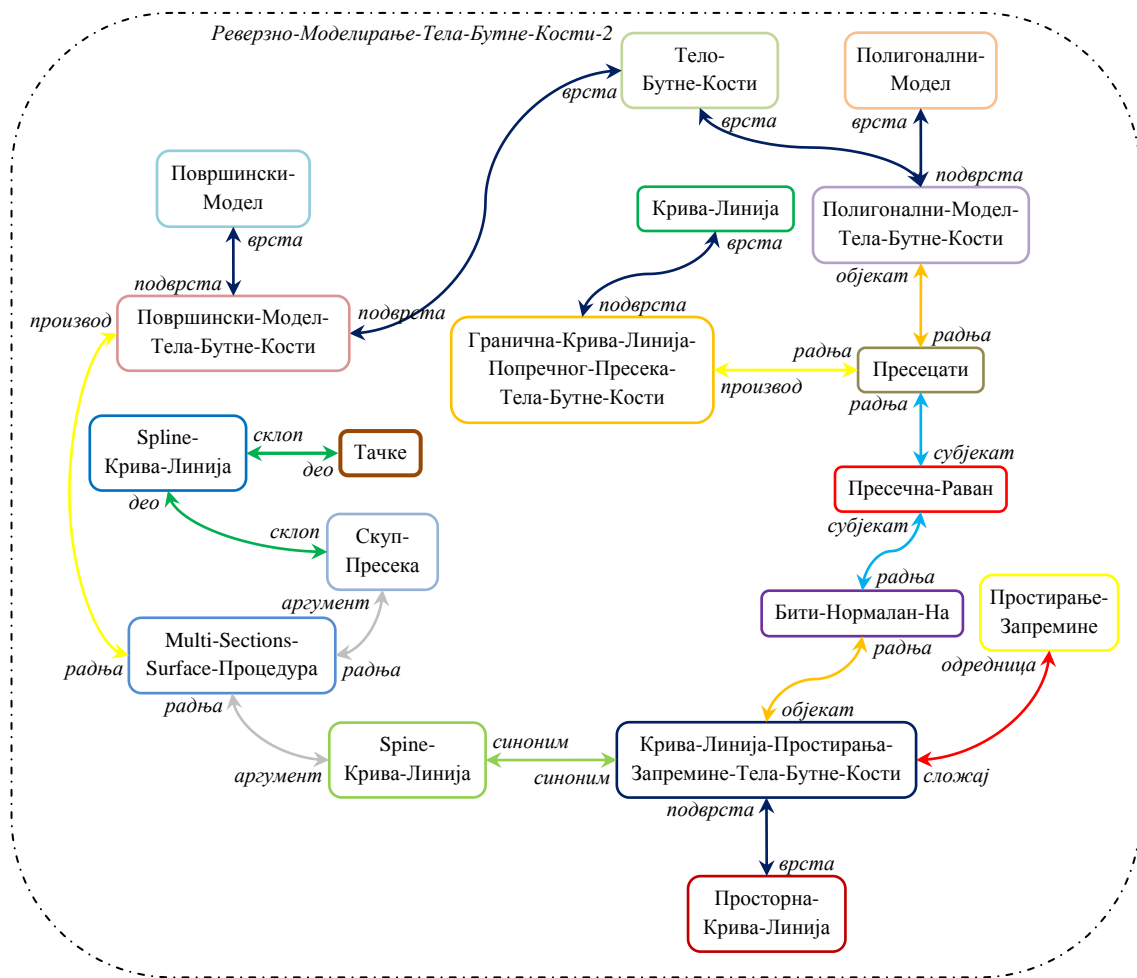 Реверзно-Моделирање-Тела-Бутне-Кости-2
Тело-
Бутне-Кости
врста
врста
Полигонални-
Модел
врста
Површински-
Модел
врста
подврста
Крива-Линија
врста
подврста
Полигонални-Модел-
Тела-Бутне-Кости
објекат
подврста
производ
Површински-Модел-
Тела-Бутне-Кости
подврста
подврста
Гранична-Крива-Линија-
Попречног-Пресека-
Тела-Бутне-Кости
производ
радња
радња
Пресецати
радња
Spline-
Крива-Линија
склоп
део
Тачке
део
субјекат
Пресечна-Раван
субјекат
склоп
Скуп-
Пресека
аргумент
радња
Бити-Нормалан-На
радња
Простирање-
Запремине
одредница
Multi-Sections-
Surface-Процедура
радња
радња
радња
објекат
аргумент
Spine-
Крива-Линија
синоним
синоним
Крива-Линија-Простирања-
Запремине-Тела-Бутне-Кости
сложај
подврста
врста
Просторна-
Крива-Линија